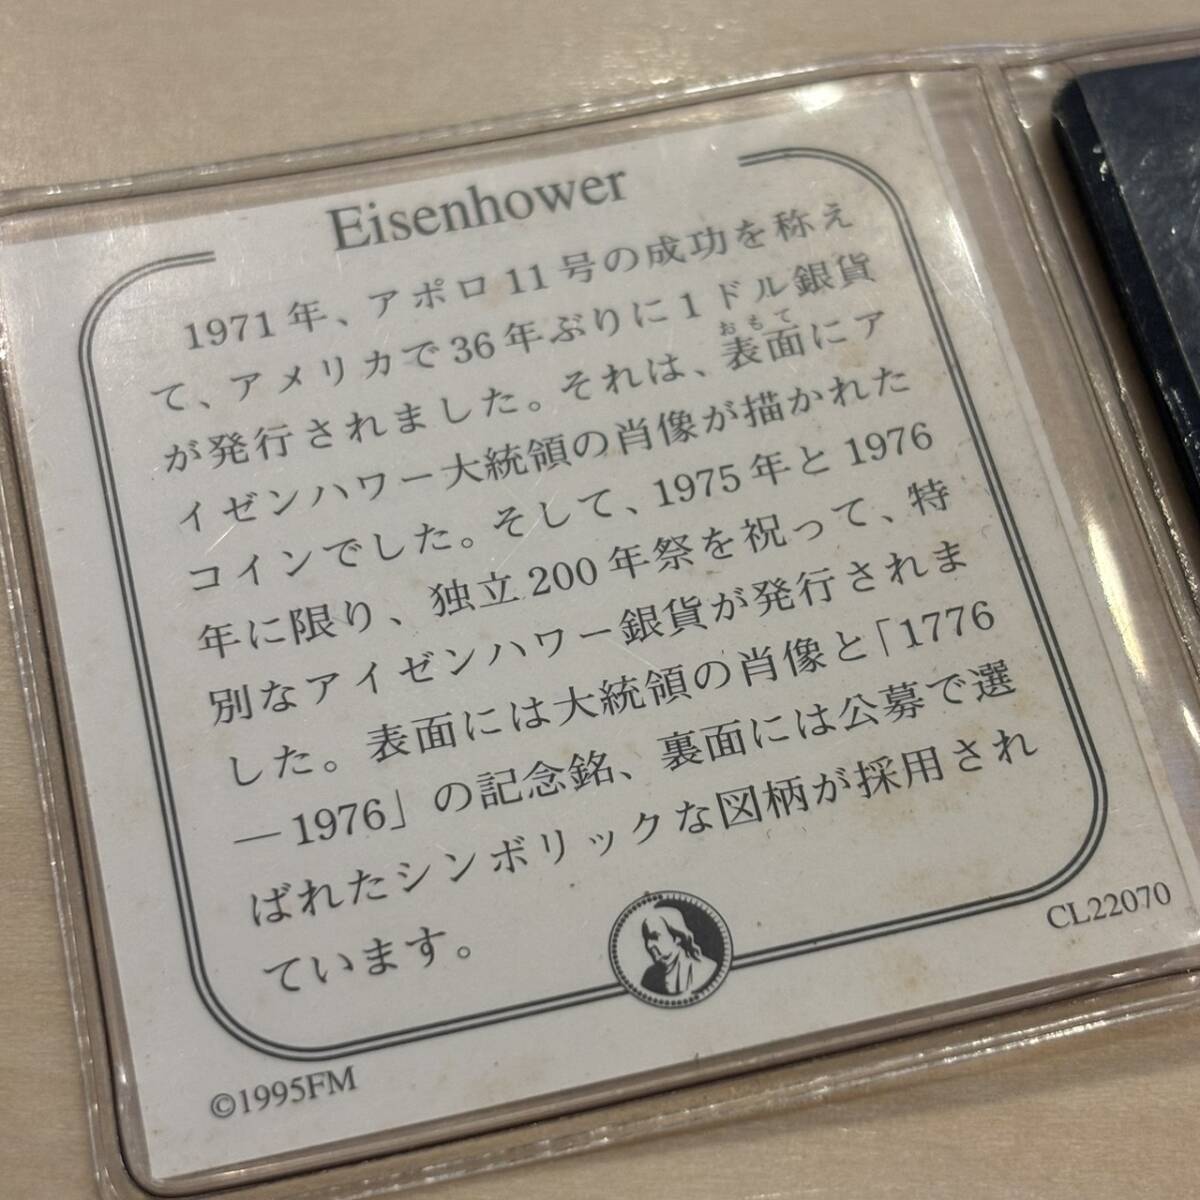 Eisenhower
1971年、アポロ11号の成功を称え
て、アメリカで36年ぶりに1ドル銀貨
おもて
が発行されました。それは、表面にア
イゼンハワー大統領の肖像が描かれた
コインでした。そして、1975年と1976
年に限り、独立200年祭を祝って、特
別なアイゼンハワー銀貨が発行されま
した。表面には大統領の肖像と「1776
—1976」の記念銘、裏面には公募で選
ばれたシンボリックな図柄が採用され
ています。
CL22070
©1995FM